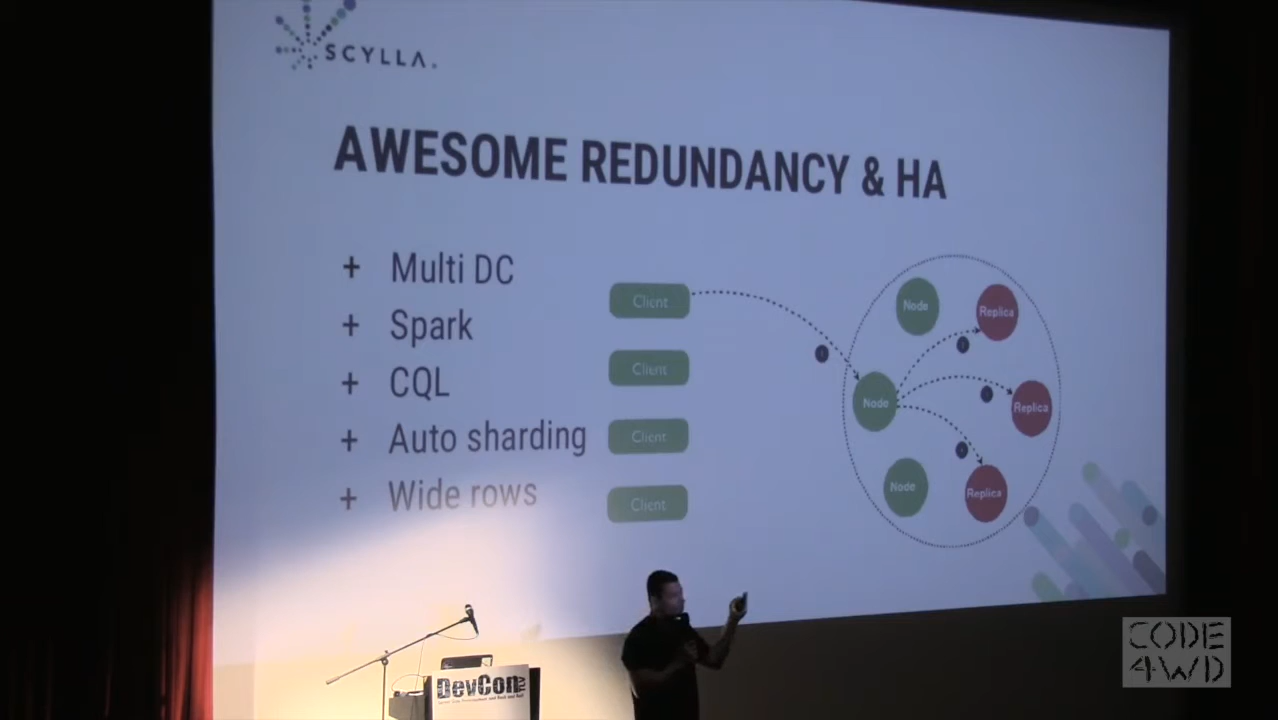 SCYLLA.
AWESOME REDUNDANCY & HA
+ Multi DC
+ Spark
+ CQL
+ Auto sharding
+ Wide rows
Client
Client
Client
Client
Node
Replica
Node
Replica
Node
Replica
DevCon
CODE
4WD